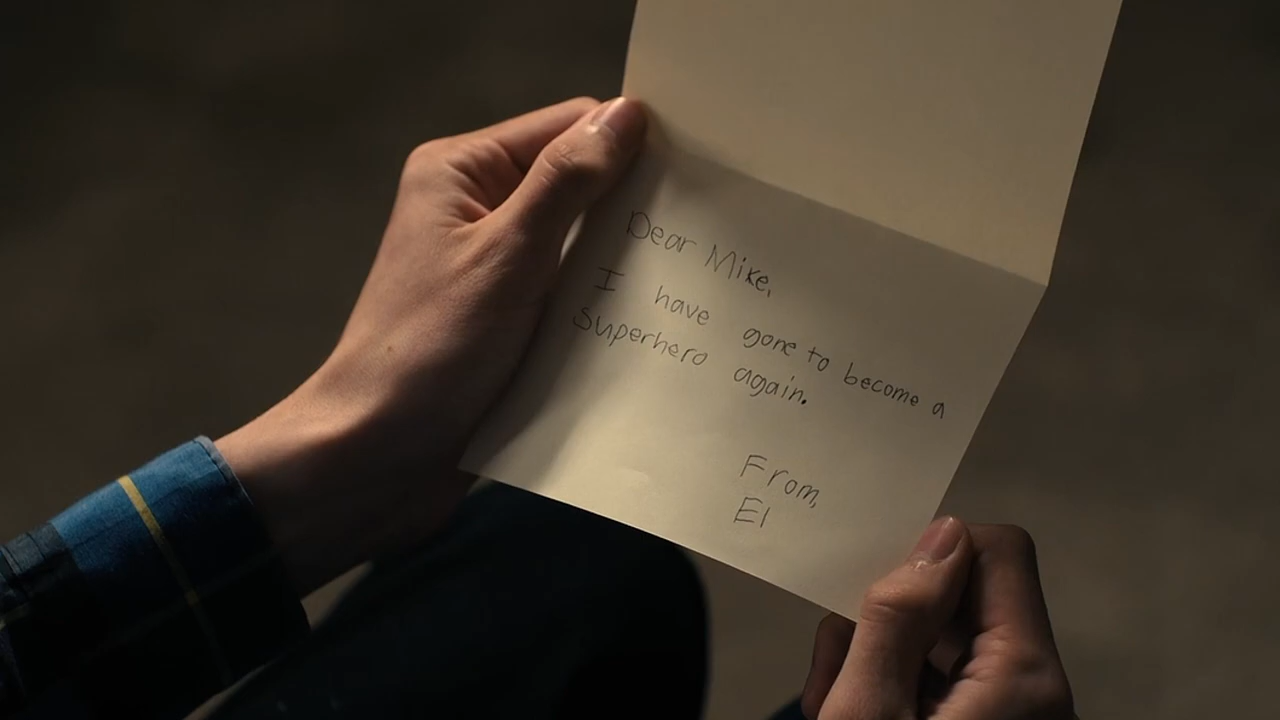 Dear Mike,
I have gone to become a
Superhero again.
From,
El